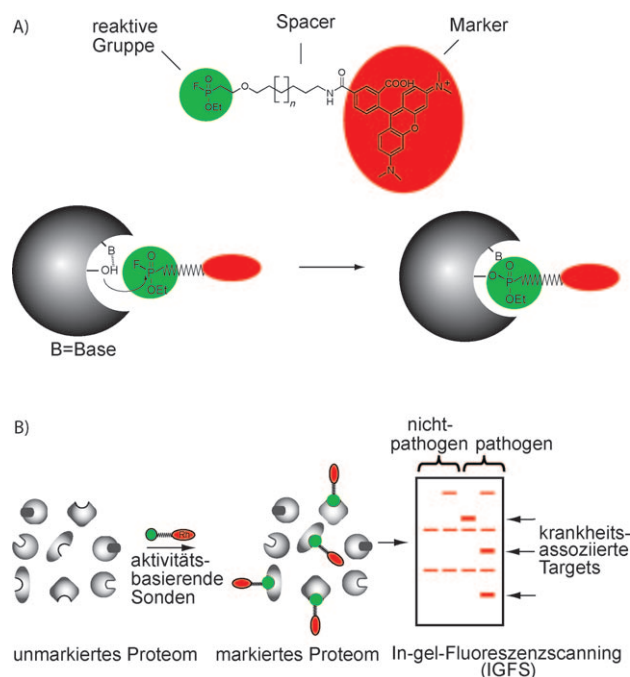 A)
reaktive
Gruppe
Spacer
Marker
O
F P O
OEt
n
N
H
O
COOH
N+
O
N
B
OH
O
F P
OEt
B=Base
B
O
O P
OEt
B)
nicht-
pathogen pathogen
Rh
aktivitäts-
basierende
Sonden
krankheits-
assoziierte
Targets
unmarkiertes Proteom
markiertes Proteom
In-gel-Fluoreszenzscanning
(IGFS)